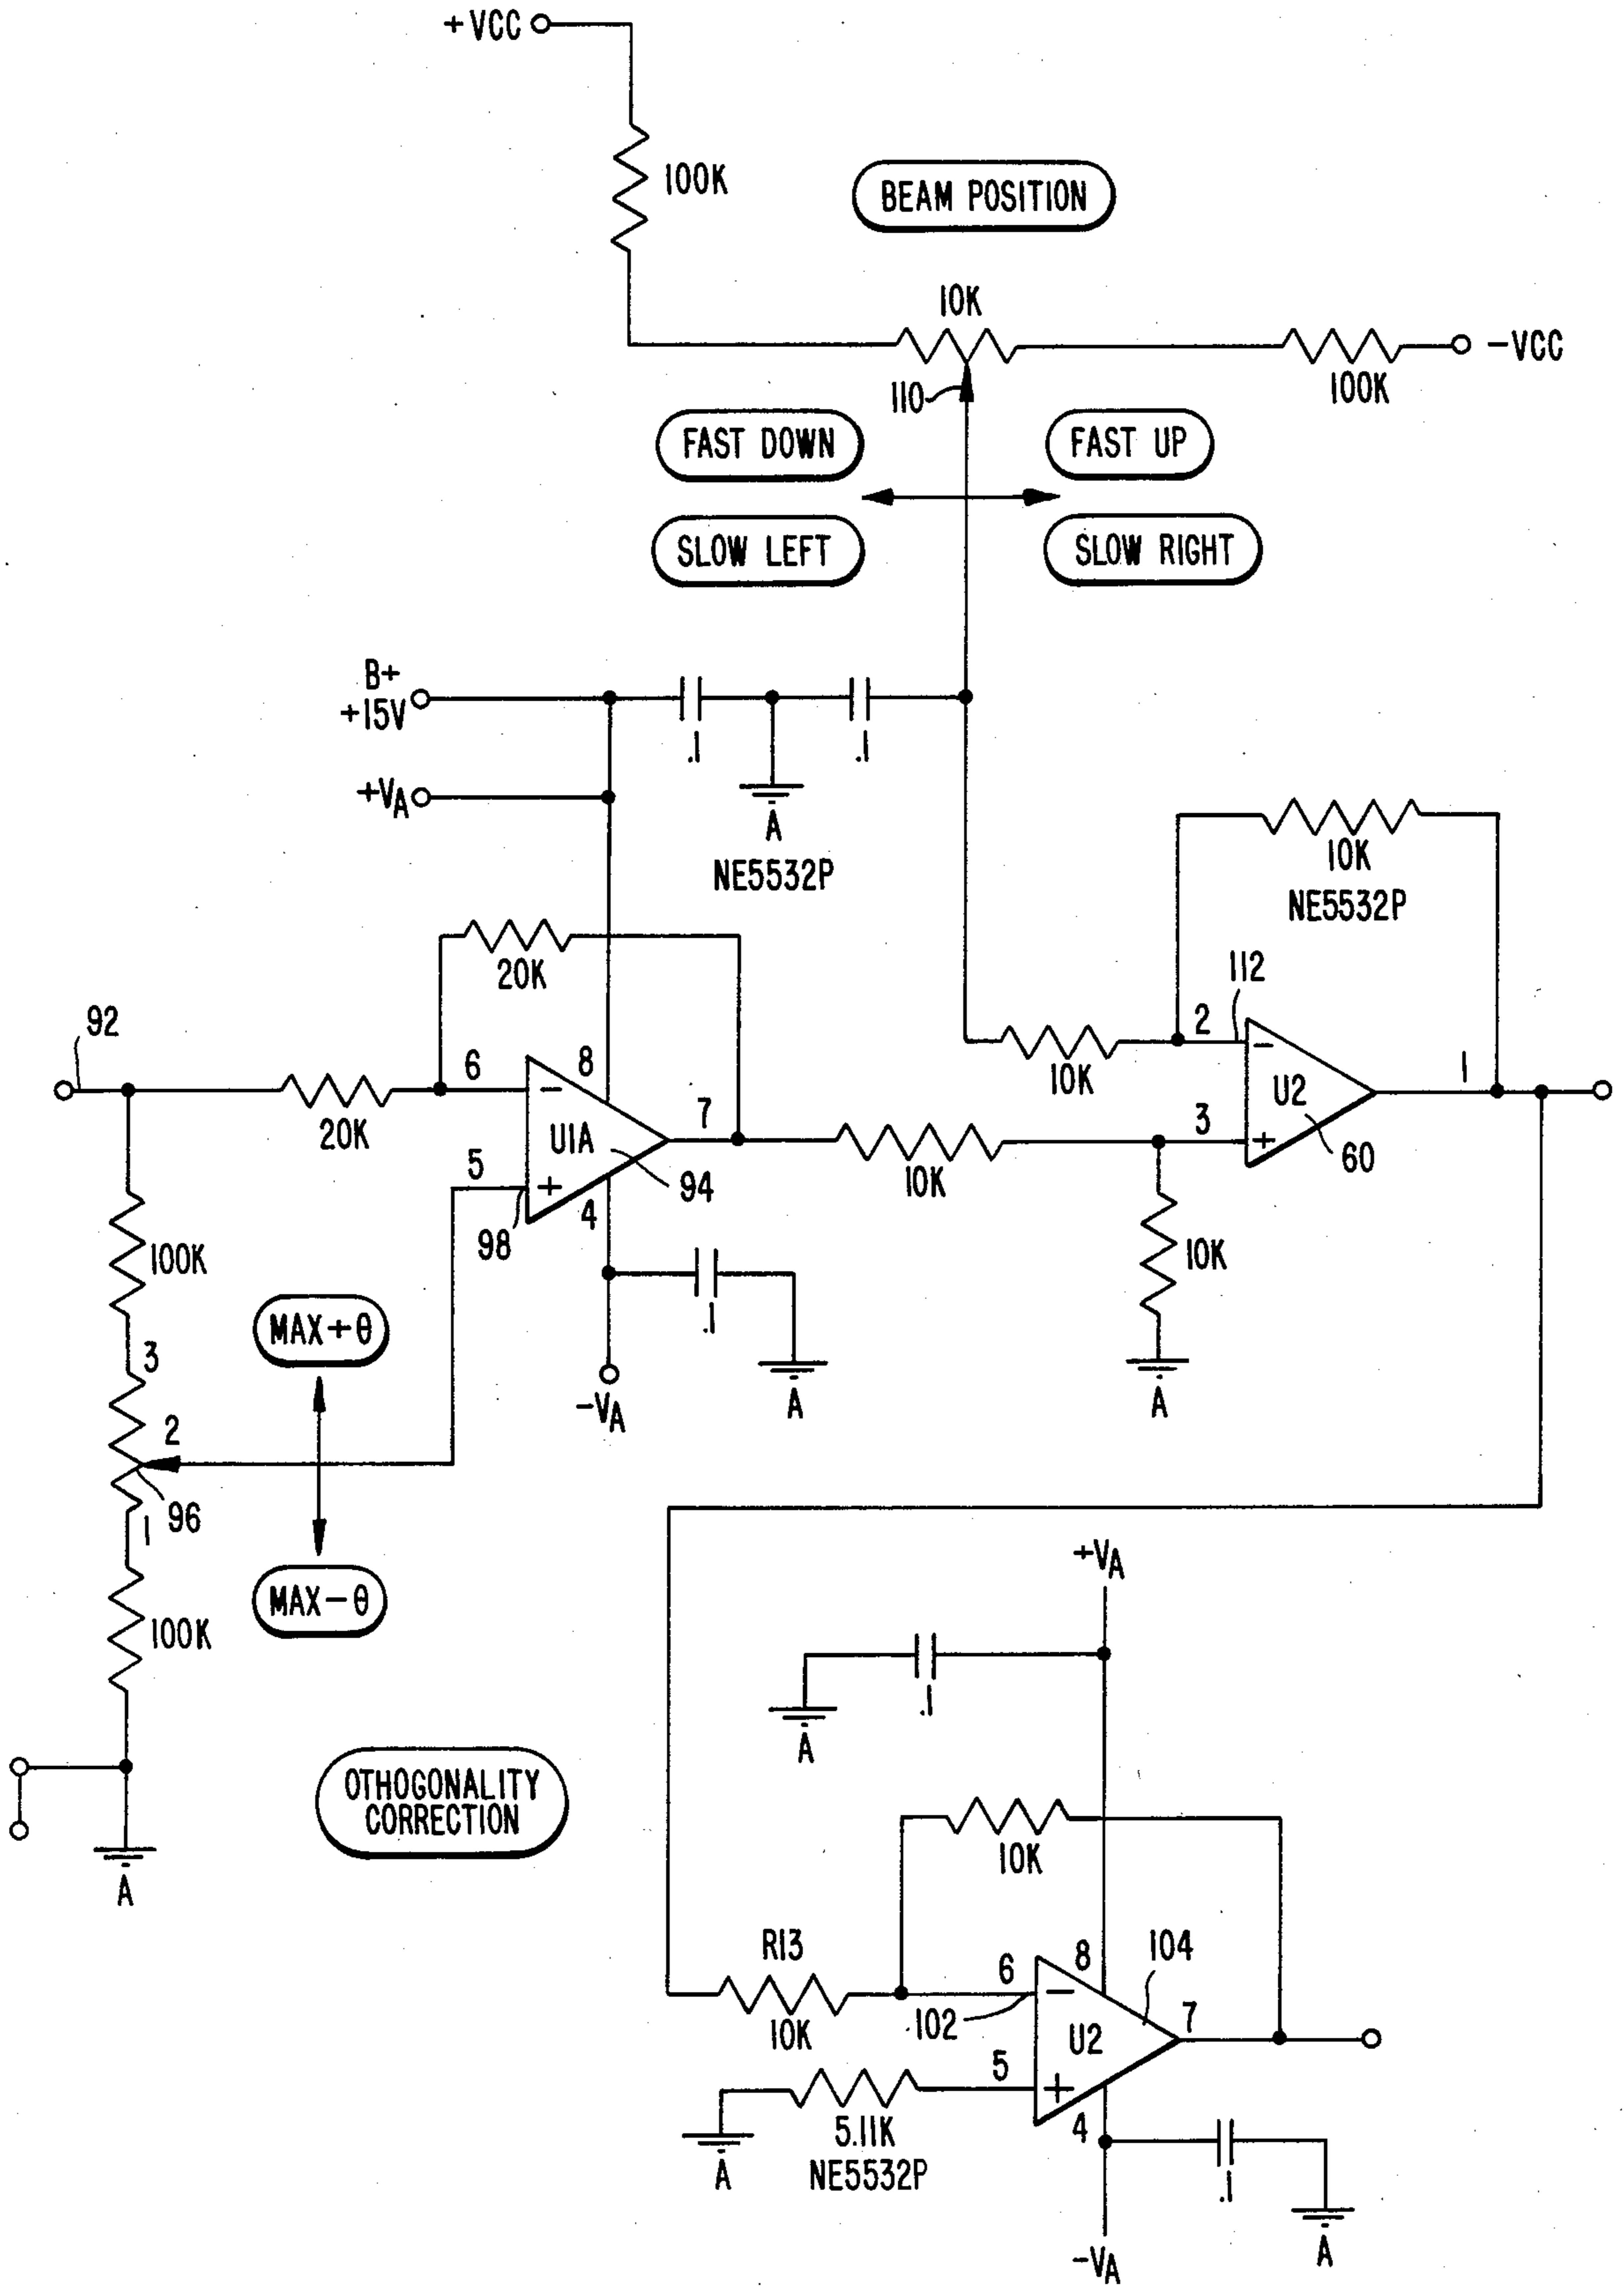 +VCC
100K
BEAM POSITION
10K
-VCC
100K
110
FAST DOWN
FAST UP
SLOW LEFT
SLOW RIGHT
B+
+15V
.1
.1
+VA
A
NE5532P
10K
NE5532P
20K
92
112
6
8
2
-
-
20K
U1A
7
10K
U2
1
5
3
+
94
10K
+
60
98
4
100K
10K
MAX+θ
.1
3
-VA
A
A
2
96
1
MAX-θ
+VA
100K
.1
A
OTHOGONALITY
CORRECTION
10K
A
R13
6
8
104
-
10K
102
U2
7
5
+
5.11K
4
A
NE5532P
.1
-VA
A